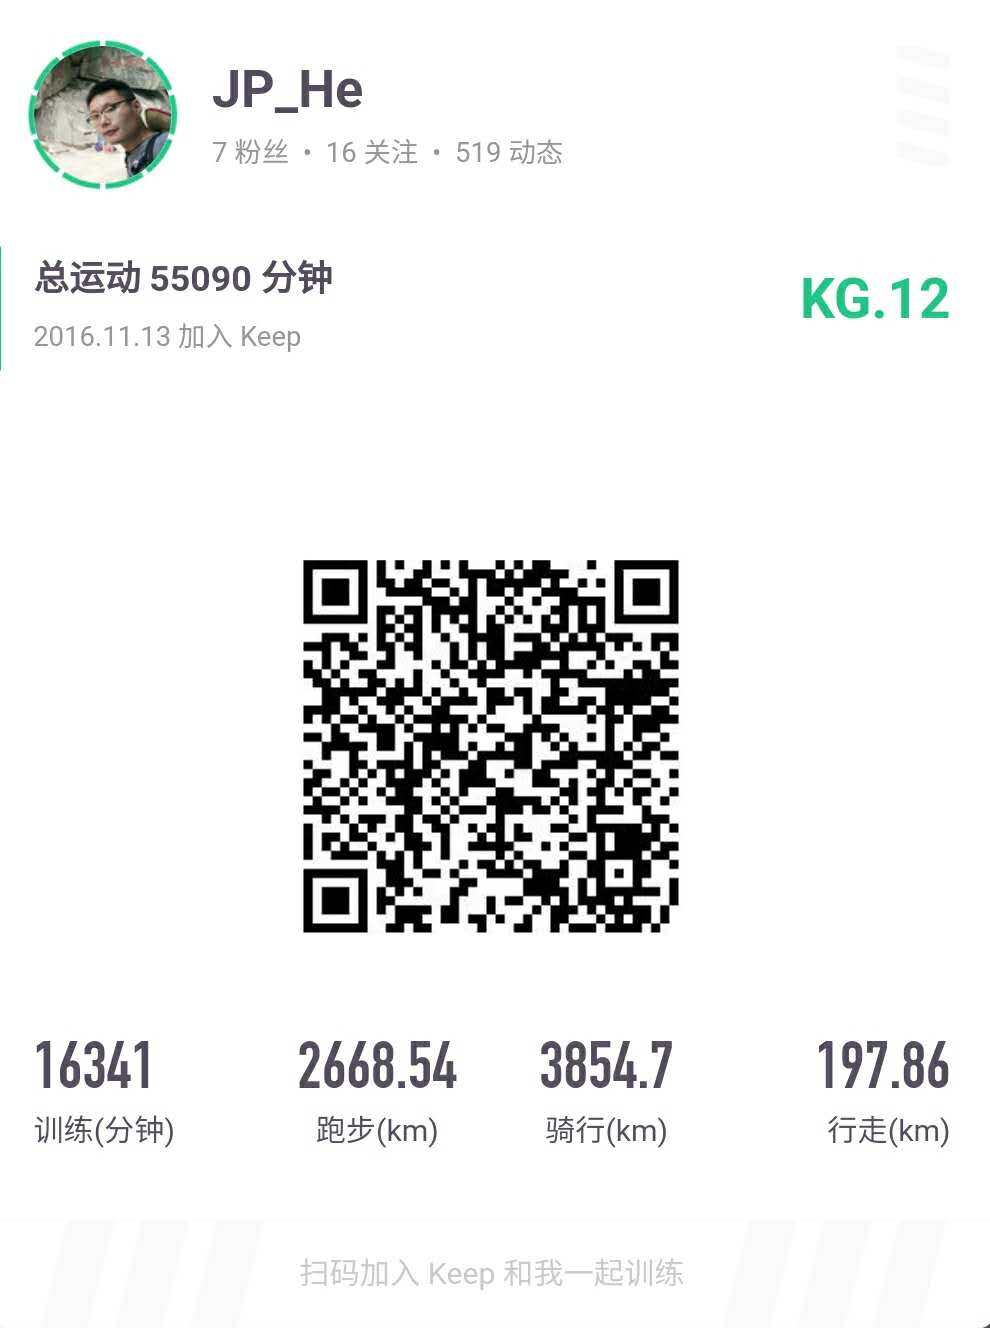 JP_He
7 粉丝 • 16 关注 • 519 动态
总运动 55090 分钟
KG.12
2016.11.13 加入 Keep
16341 2668.54 3854.7 197.86
训练(分钟) 跑步(km) 骑行(km) 行走(km)
扫码加入 Keep 和我一起训练